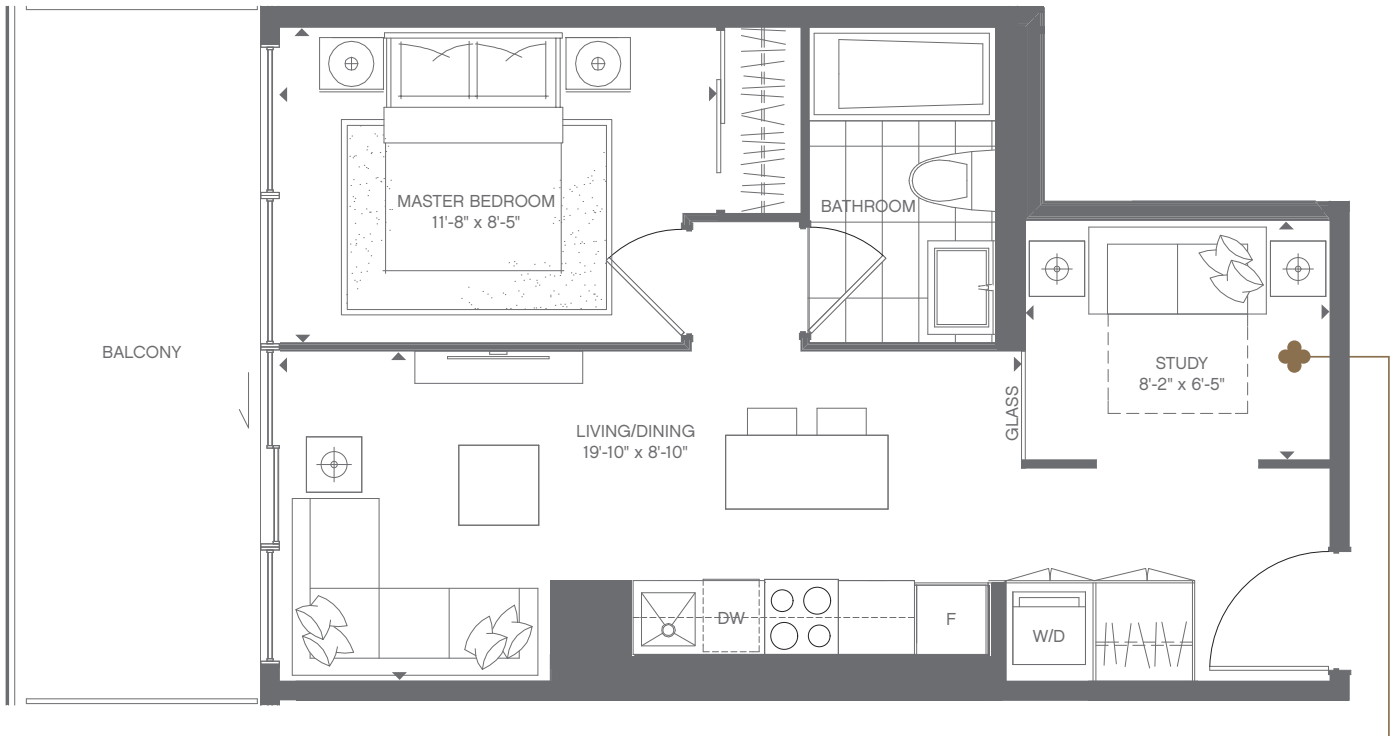 MASTER BEDROOM
11'-8" x 8'-5"
BATHROOM
BALCONY
STUDY
8'-2" x 6'-5"
GLASS
LIVING/DINING
19'-10" x 8'-10"
DW
F
W/D